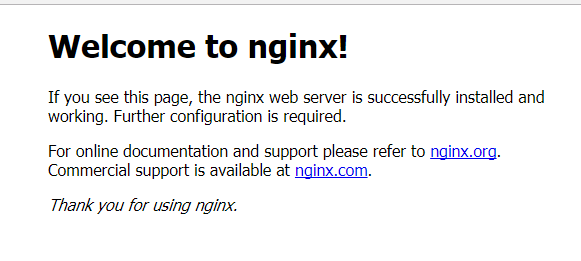 Welcome to nginx!
If you see this page, the nginx web server is successfully installed and
working. Further configuration is required.
For online documentation and support please refer to nginx.org.
Commercial support is available at nginx.com.
Thank you for using nginx.